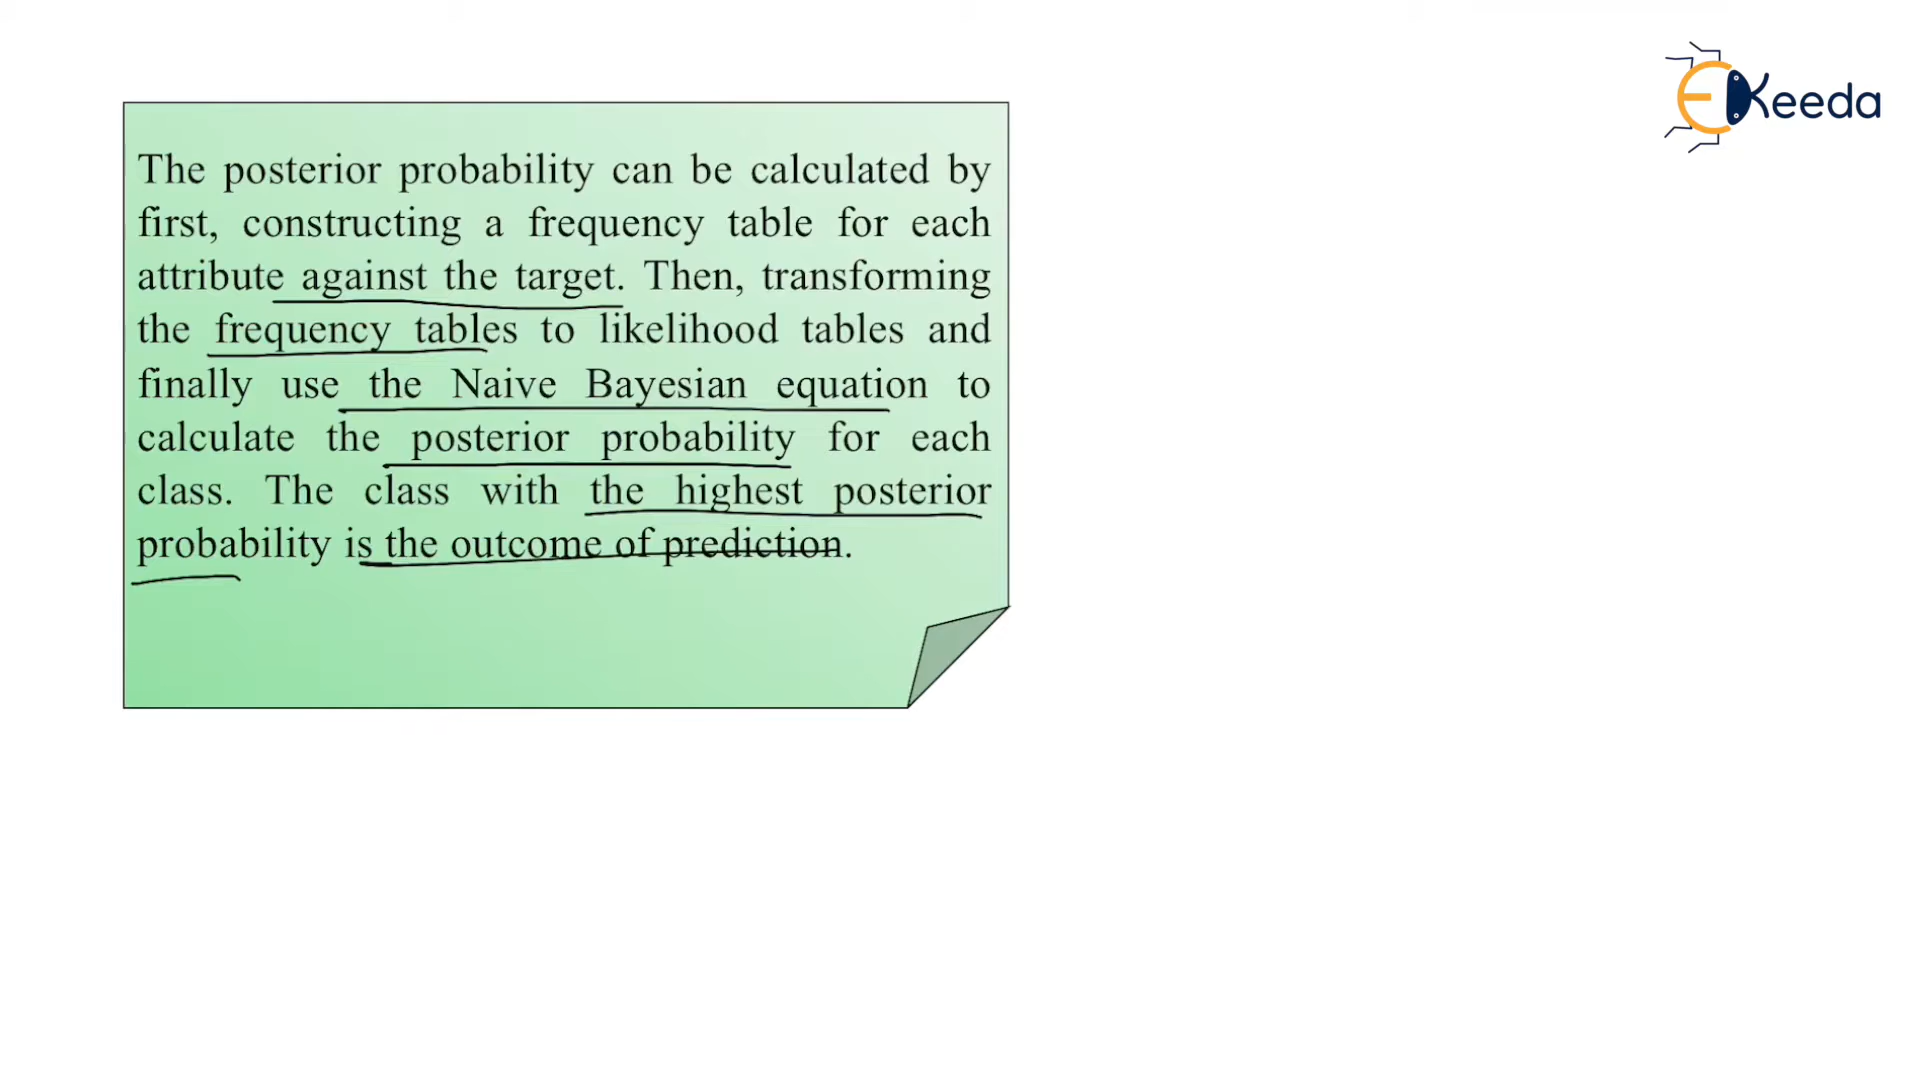 The posterior probability can be calculated by
first, constructing a frequency table for each
attribute against the target. Then, transforming
the frequency tables to likelihood tables and
finally use the Naive Bayesian equation to
calculate the posterior probability for each
class. The class with the highest posterior
probability is the outcome of prediction.
EKeeda